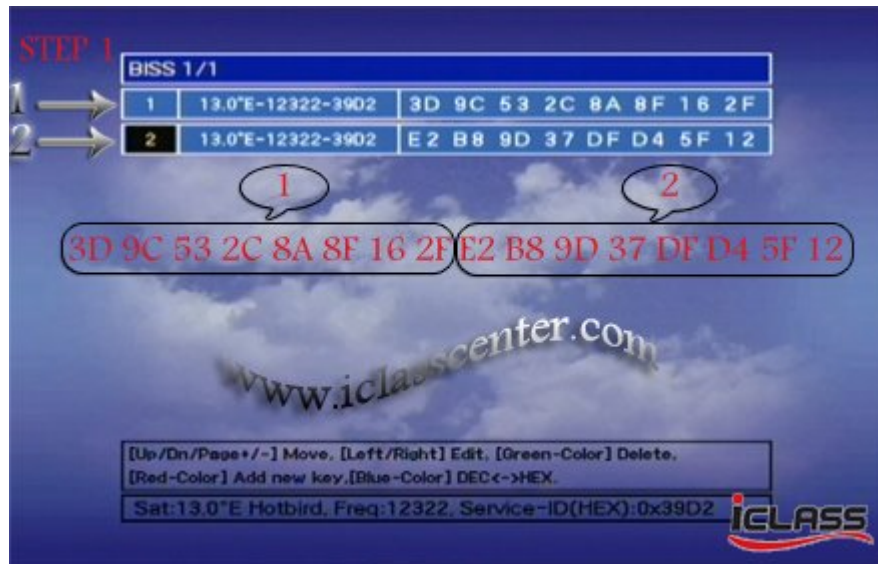 STEP 1
BISS 1/1
1 1 13.0°E-12322-39D2 3D 9C 53 2C 8A 8F 16 2F
2 2 13.0°E-12322-39D2 E2 B8 9D 37 DF D4 5F 12
1 2
3D 9C 53 2C 8A 8F 16 2F E2 B8 9D 37 DF D4 5F 12
www.iclasscenter.com
[Up/Dn/Page+/-] Move, [Left/Right] Edit, [Green-Color] Delete,
[Red-Color] Add new key,[Blue-Color] DEC<->HEX.
Sat:13.0°E Hotbird, Freq:12322, Service-ID(HEX):0x39D2
iCLASS